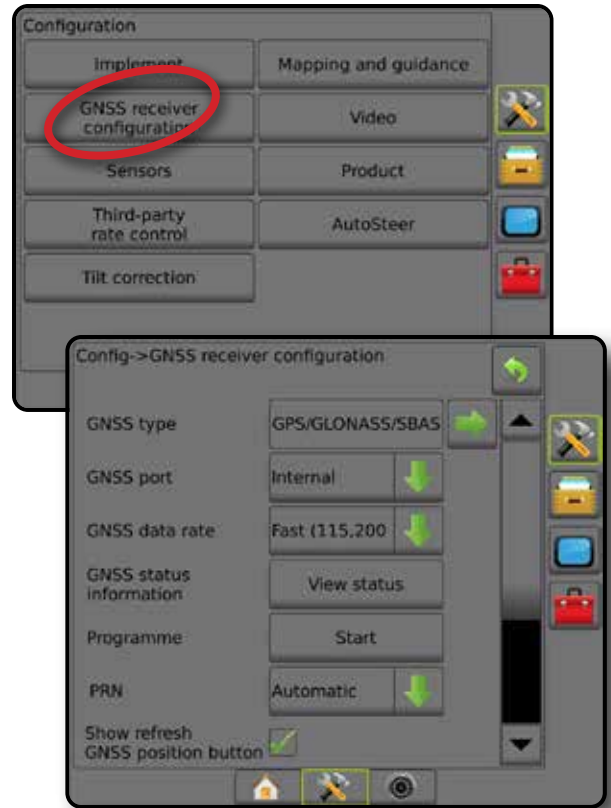 Configuration
Implement
Mapping and guidance
GNSS receiver
configuration
Video
Sensors
Product
Third-party
rate control
AutoSteer
Tilt correction
Config->GNSS receiver configuration
GNSS type
GPS/GLONASS/SBAS
GNSS port
Internal
GNSS data rate
Fast (115,200
GNSS status
information
View status
Programme
Start
PRN
Automatic
Show refresh
GNSS position button